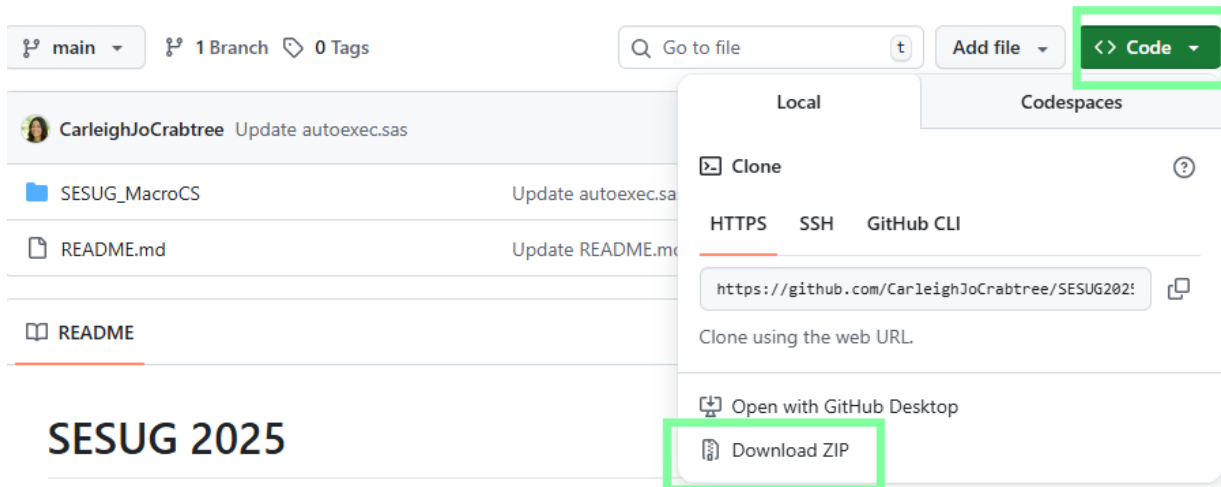 main
1 Branch
0 Tags
Go to file
t
Add file
<> Code
CarleighJoCrabtree Update autoexec.sas
SESUG_MacroCS
Update autoexec.sa
README.md
Update README.mc
README
SESUG 2025
Local
Codespaces
Clone
?
HTTPS
SSH
GitHub CLI
https://github.com/CarleighJoCrabtree/SESUG202
Clone using the web URL.
Open with GitHub Desktop
Download ZIP